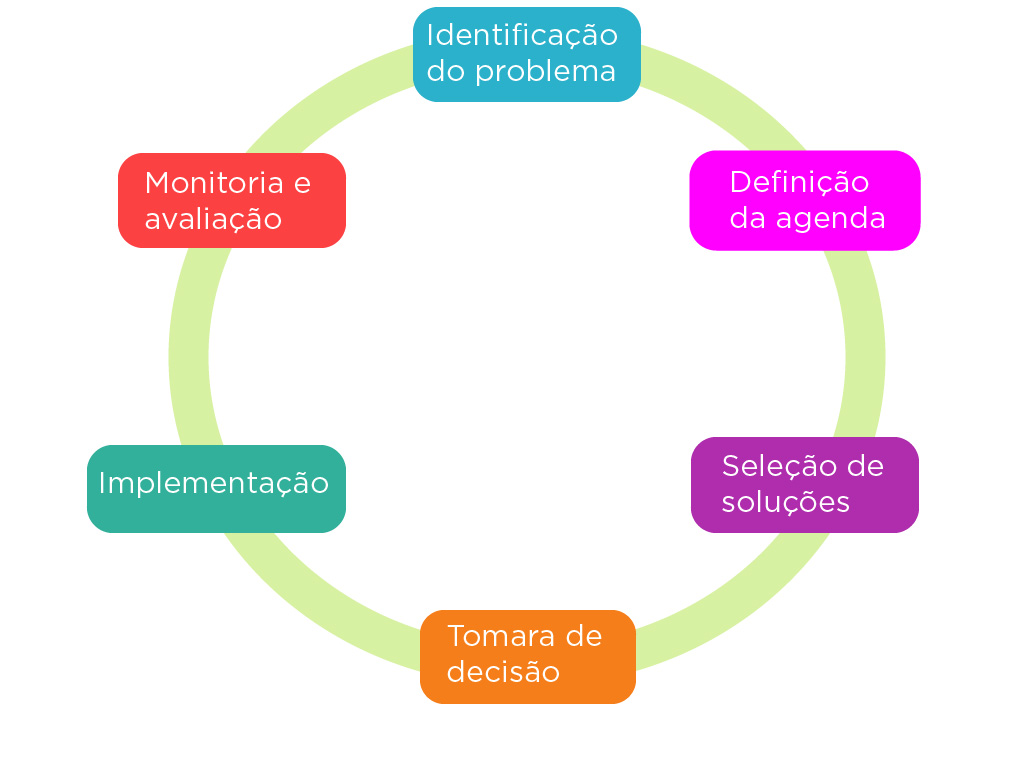 Identificação
do problema
Definição
da agenda
Seleção de
soluções
Tomara de
decisão
Implementação
Monitoria e
avaliação